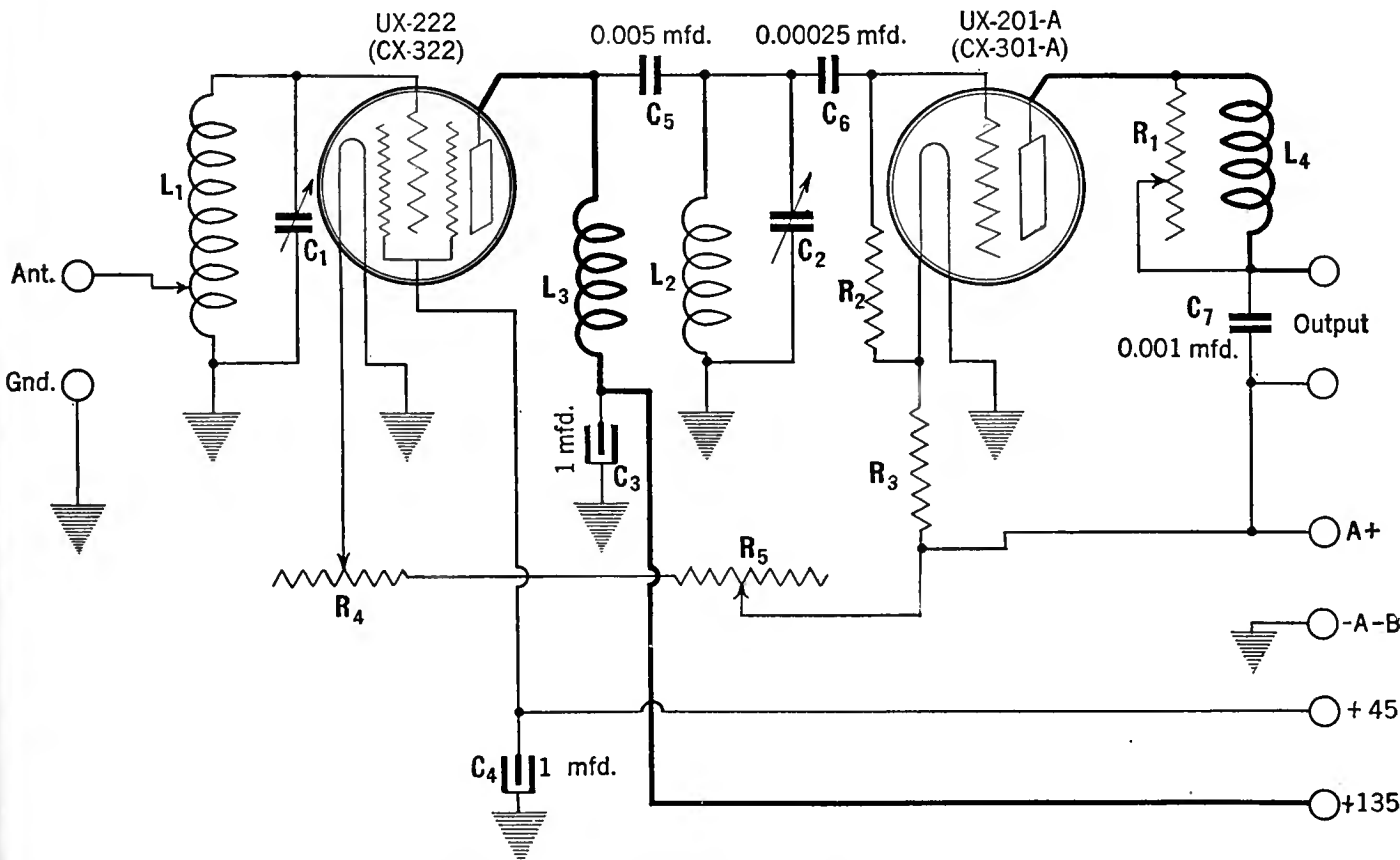 UX-222
(CX-322)
0.005 mfd.
0.00025 mfd.
UX-201-A
(CX-301-A)
C5
C6
R1
L4
L1
C1
C2
Ant.
L3
L2
R2
C7
Output
0.001 mfd.
Gnd.
1 mfd.
C3
R3
A+
R5
R4
-A-B
+45
C4
1 mfd.
+135